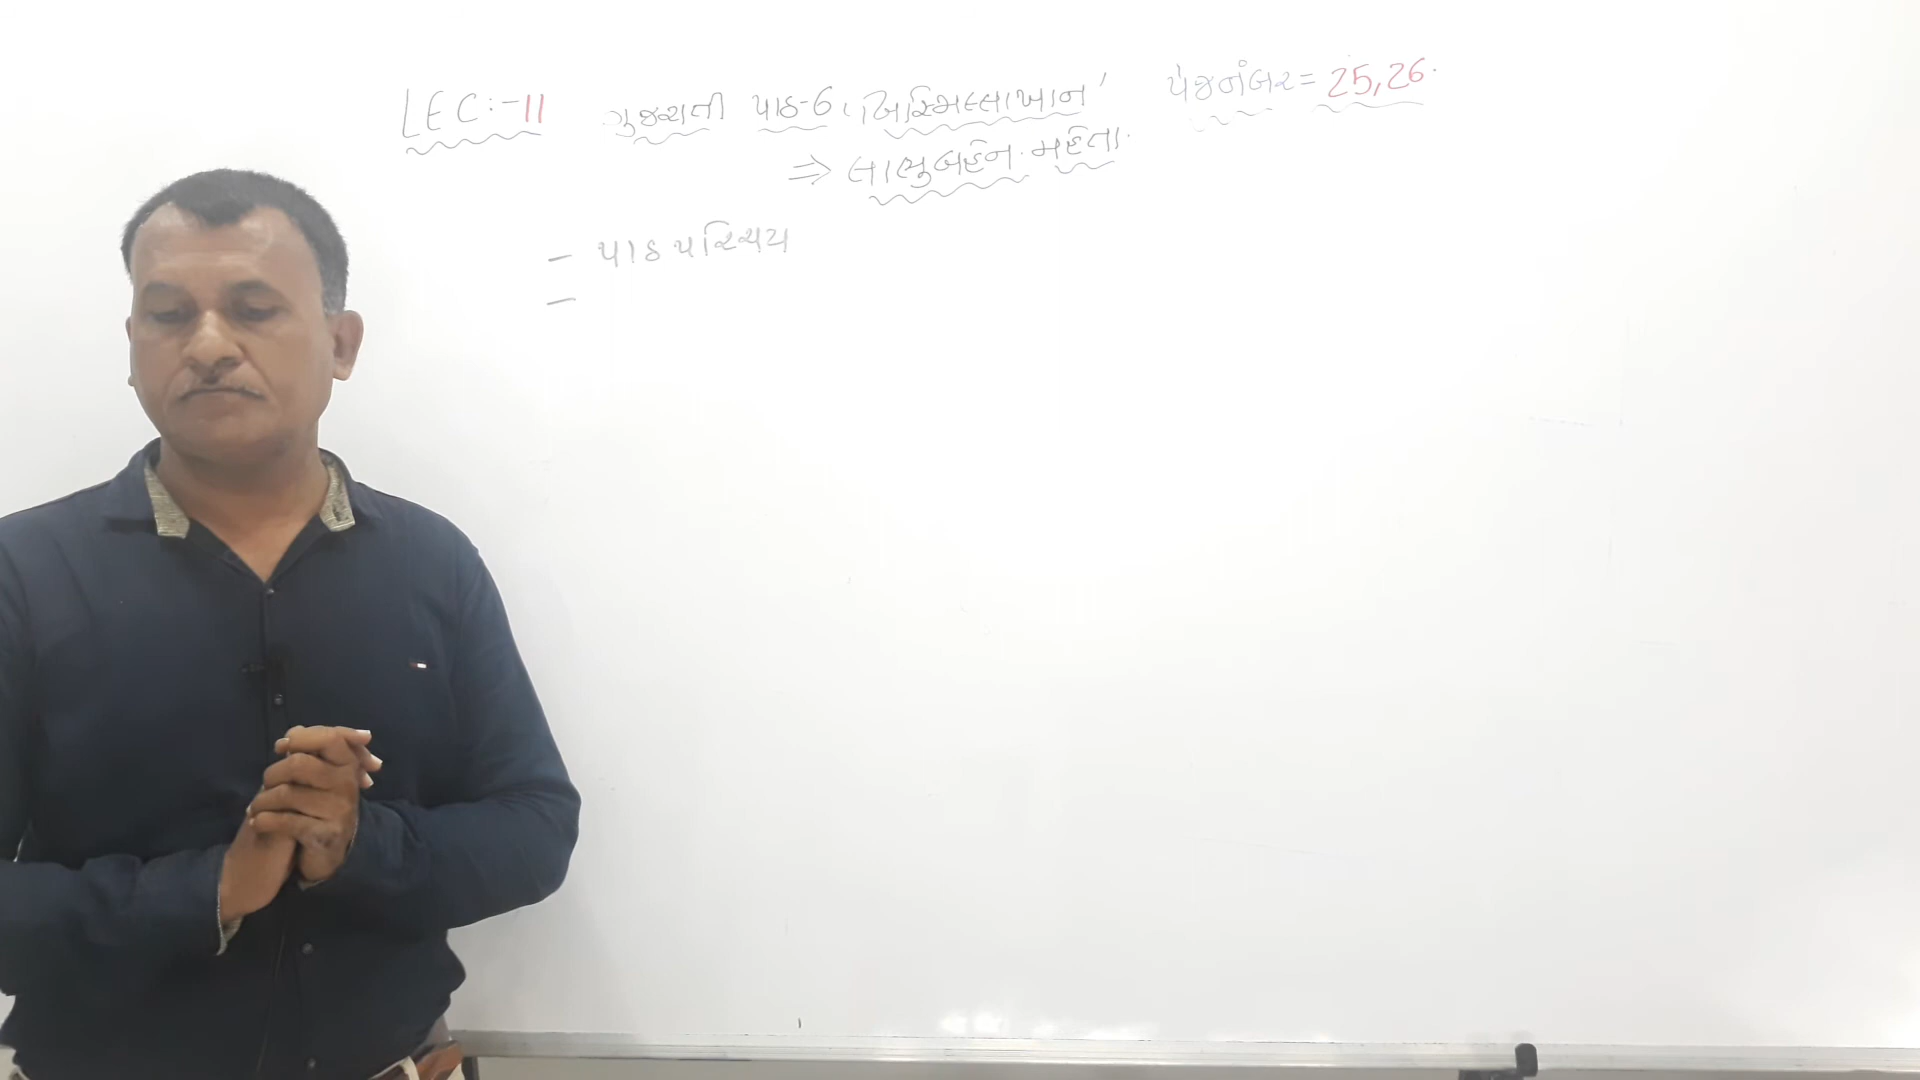 LEC:-11 ગુજરાતી પાઠ-6 'બિસ્મિલ્લાખાન' પેજનંબર = 25,26.
⇒ લાભુબહેન. મહેતા.
- પાઠ પરિચય
-